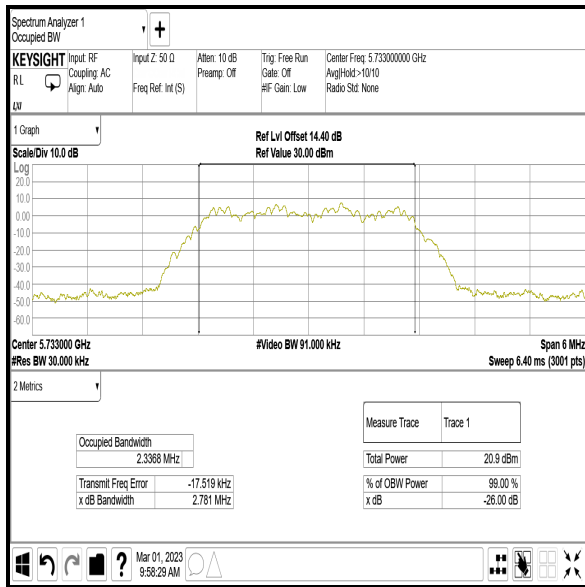 Spectrum Analyzer 1
Occupied BW
KEYSIGHT
R L
LXI
Input: RF
Coupling: AC
Align: Auto
Input Z: 50 Ω
Freq Ref: Int (S)
Atten: 10 dB
Preamp: Off
Trig: Free Run
Gate: Off
#IF Gain: Low
Center Freq: 5.733000000 GHz
Avg|Hold:>10/10
Radio Std: None
1 Graph
Scale/Div 10.0 dB
Ref Lvl Offset 14.40 dB
Ref Value 30.00 dBm
Log
20.0
10.0
0.00
-10.0
-20.0
-30.0
-40.0
-50.0
-60.0
Center 5.733000 GHz
#Res BW 30.000 kHz
#Video BW 91.000 kHz
Span 6 MHz
Sweep 6.40 ms (3001 pts)
2 Metrics
Occupied Bandwidth
2.3368 MHz
Transmit Freq Error -17.519 kHz
x dB Bandwidth 2.781 MHz
Measure Trace Trace 1
Total Power 20.9 dBm
% of OBW Power 99.00 %
x dB -26.00 dB
?
Mar 01, 2023
9:58:29 AM